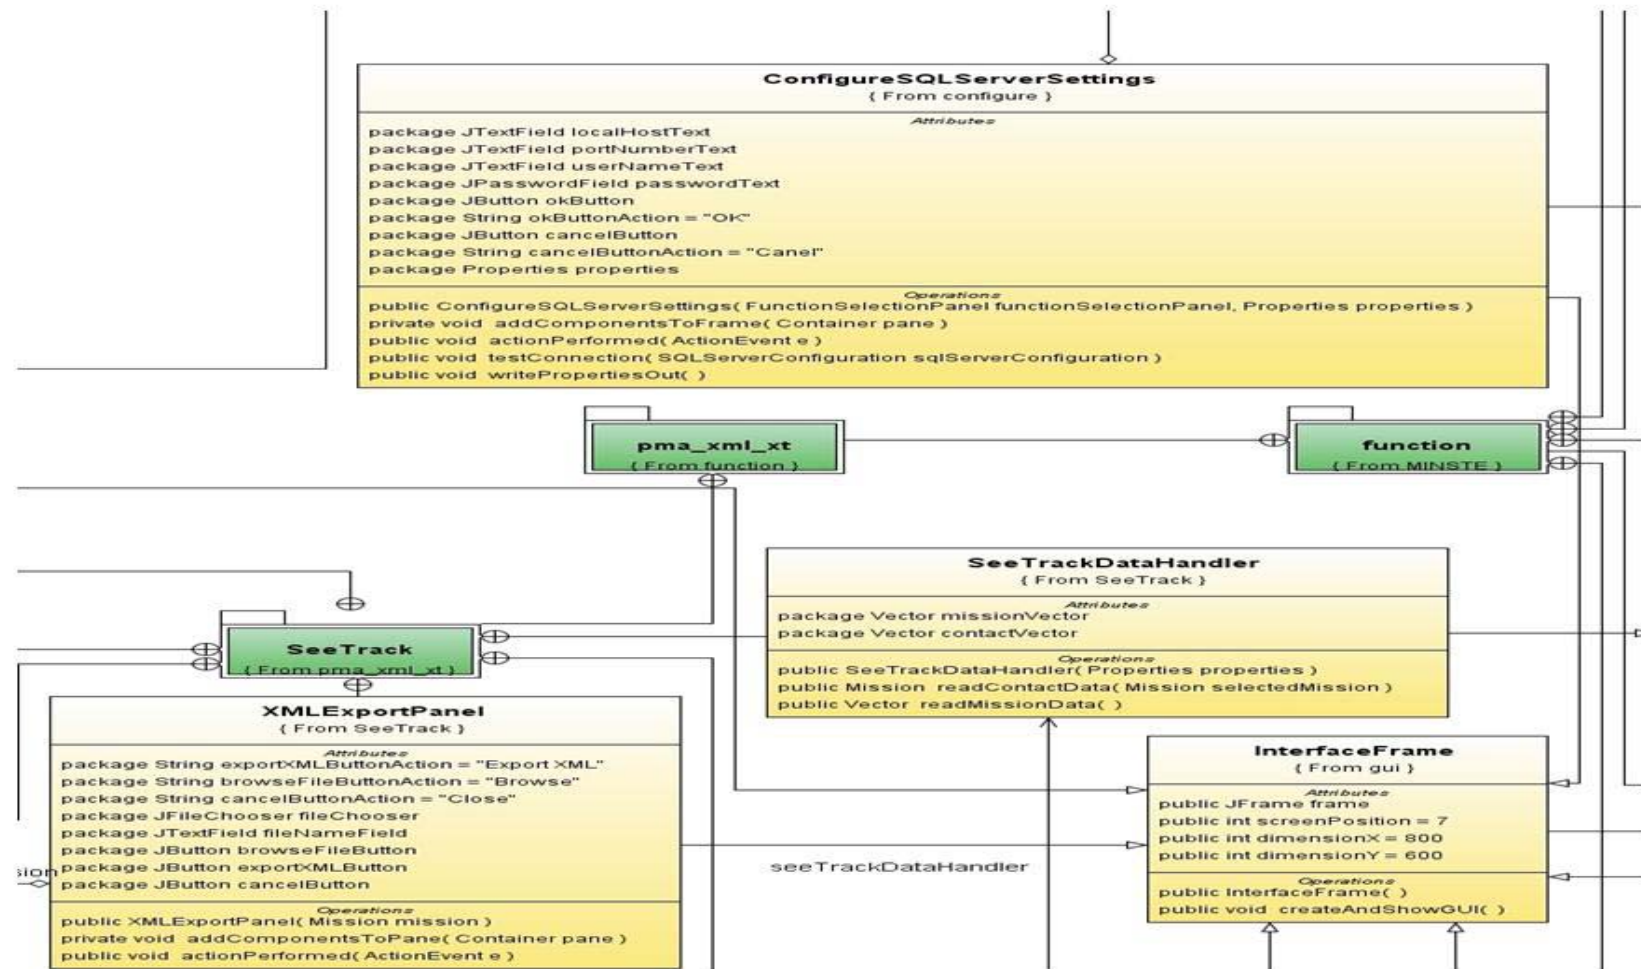 ConfigureSQLServerSettings
{ From configure }
Attributes
package JTextField localHostText
package JTextField portNumberText
package JTextField userNameText
package JPasswordField passwordText
package JButton okButton
package String okButtonAction = "OK"
package JButton cancelButton
package String cancelButtonAction = "Canel"
package Properties properties
Operations
public ConfigureSQLServerSettings( FunctionSelectionPanel functionSelectionPanel, Properties properties )
private void addComponentsToFrame( Container pane )
public void actionPerformed( ActionEvent e )
public void testConnection( SQLServerConfiguration sqlServerConfiguration )
public void writePropertiesOut( )
pma_xml_xt
{ From function }
function
{ From MINSTE }
SeeTrackDataHandler
{ From SeeTrack }
Attributes
package Vector missionVector
package Vector contactVector
Operations
public SeeTrackDataHandler( Properties properties )
public Mission readContactData( Mission selectedMission )
public Vector readMissionData( )
SeeTrack
{ From pma_xml_xt }
XMLExportPanel
{ From SeeTrack }
Attributes
package String exportXMLButtonAction = "Export XML"
package String browseFileButtonAction = "Browse"
package String cancelButtonAction = "Close"
package JFileChooser fileChooser
package JTextField fileNameField
package JButton browseFileButton
package JButton exportXMLButton
package JButton cancelButton
Operations
public XMLExportPanel( Mission mission )
private void addComponentsToPane( Container pane )
public void actionPerformed( ActionEvent e )
sion
seeTrackDataHandler
InterfaceFrame
{ From gui }
Attributes
public JFrame frame
public int screenPosition = 7
public int dimensionX = 800
public int dimensionY = 600
Operations
public InterfaceFrame( )
public void createAndShowGUI( )